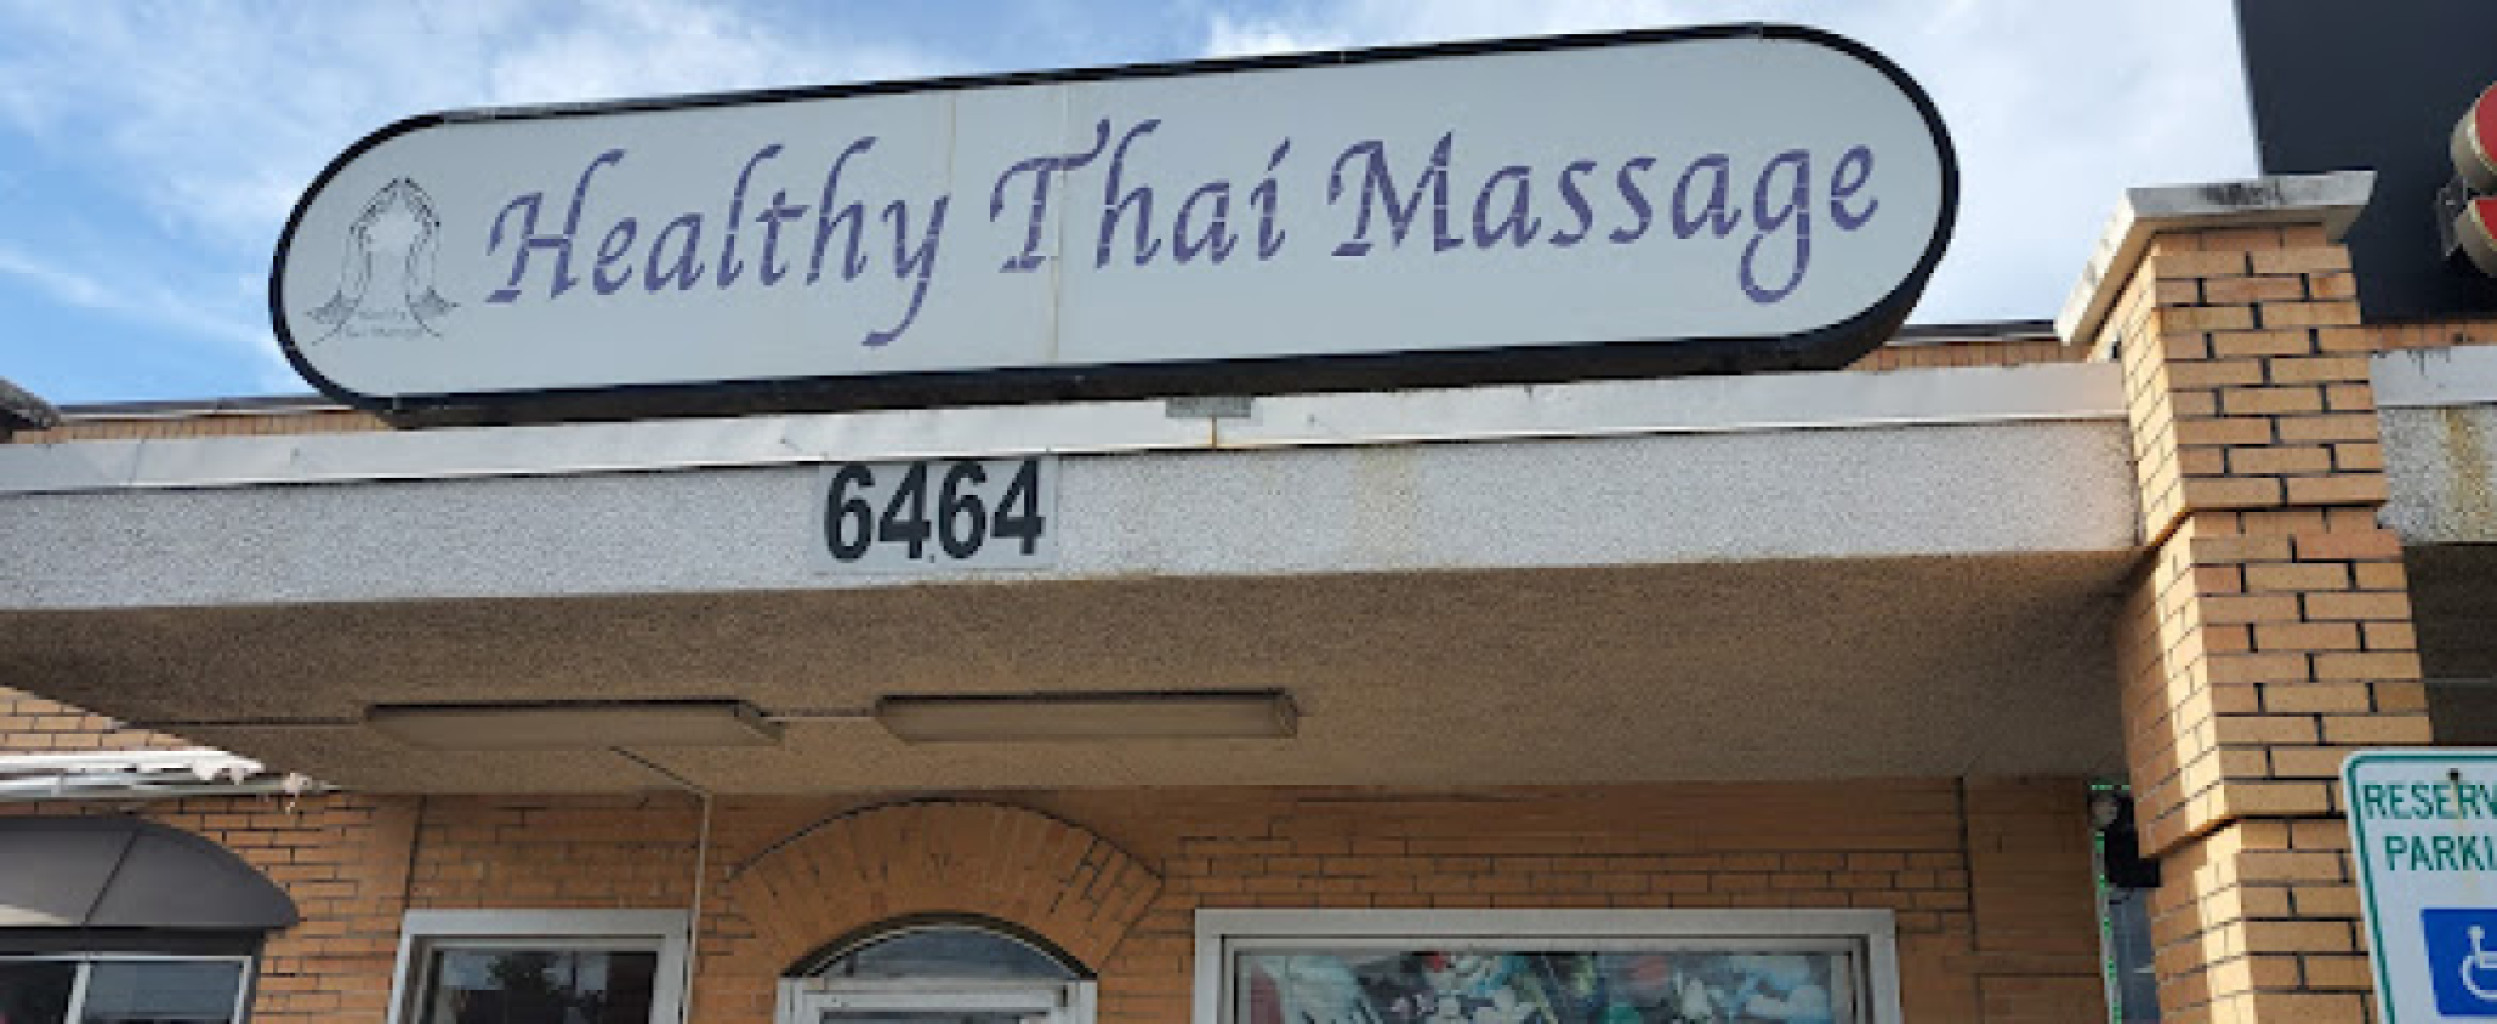 Healthy Thai Massage
6464
RESERV
PARKI